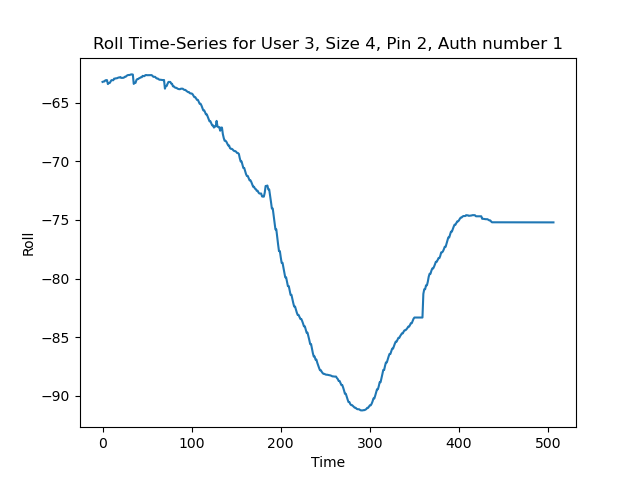 Roll Time-Series for User 3, Size 4, Pin 2, Auth number 1
−65
−70
−75
−80
−85
−90
Roll
0 100 200 300 400 500
Time